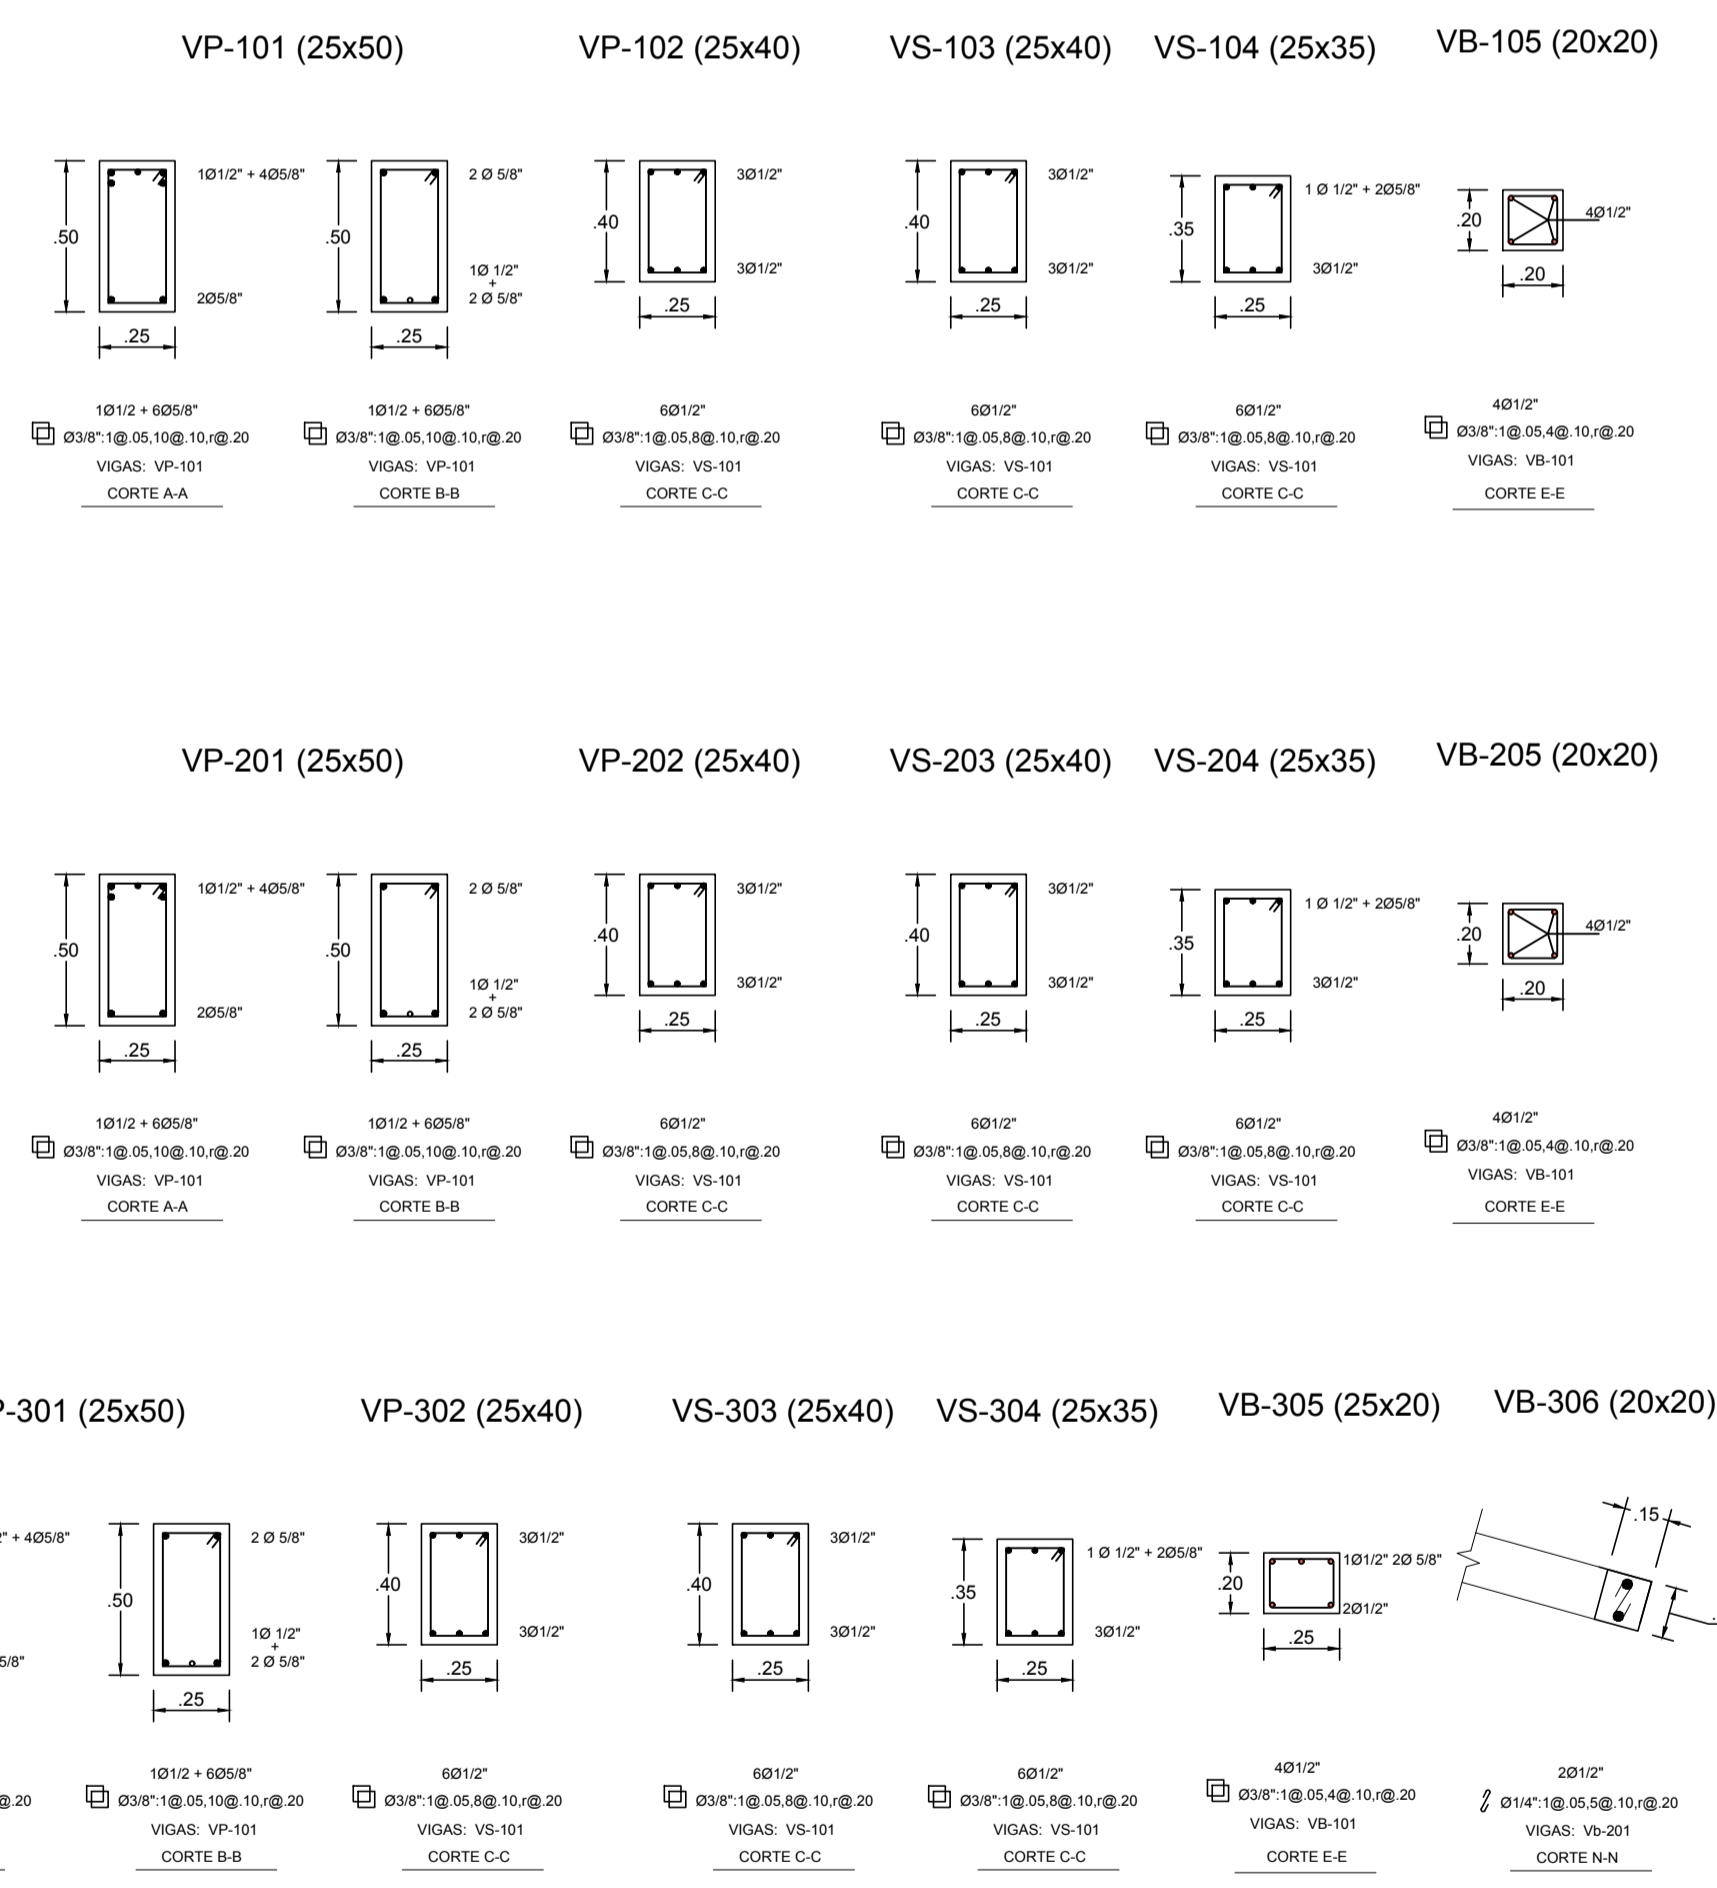 VP-101 (25x50)
VP-102 (25x40)
VS-103 (25x40)
VS-104 (25x35)
VB-105 (20x20)
.50
1Ø1/2" + 4Ø5/8"
2Ø5/8"
.25
1Ø1/2 + 6Ø5/8"
Ø3/8":1@.05,10@.10,r@.20
VIGAS: VP-101
CORTE A-A
.50
2 Ø 5/8"
1Ø 1/2"
+
2 Ø 5/8"
.25
1Ø1/2 + 6Ø5/8"
Ø3/8":1@.05,10@.10,r@.20
VIGAS: VP-101
CORTE B-B
.40
3Ø1/2"
3Ø1/2"
.25
6Ø1/2"
Ø3/8":1@.05,8@.10,r@.20
VIGAS: VS-101
CORTE C-C
.40
3Ø1/2"
3Ø1/2"
.25
6Ø1/2"
Ø3/8":1@.05,8@.10,r@.20
VIGAS: VS-101
CORTE C-C
.35
1 Ø 1/2" + 2Ø5/8"
3Ø1/2"
.25
6Ø1/2"
Ø3/8":1@.05,8@.10,r@.20
VIGAS: VS-101
CORTE C-C
.20
4Ø1/2"
.20
4Ø1/2"
Ø3/8":1@.05,4@.10,r@.20
VIGAS: VB-101
CORTE E-E
VP-201 (25x50)
VP-202 (25x40)
VS-203 (25x40)
VS-204 (25x35)
VB-205 (20x20)
.50
1Ø1/2" + 4Ø5/8"
2Ø5/8"
.25
1Ø1/2 + 6Ø5/8"
Ø3/8":1@.05,10@.10,r@.20
VIGAS: VP-101
CORTE A-A
.50
2 Ø 5/8"
1Ø 1/2"
+
2 Ø 5/8"
.25
1Ø1/2 + 6Ø5/8"
Ø3/8":1@.05,10@.10,r@.20
VIGAS: VP-101
CORTE B-B
.40
3Ø1/2"
3Ø1/2"
.25
6Ø1/2"
Ø3/8":1@.05,8@.10,r@.20
VIGAS: VS-101
CORTE C-C
.40
3Ø1/2"
3Ø1/2"
.25
6Ø1/2"
Ø3/8":1@.05,8@.10,r@.20
VIGAS: VS-101
CORTE C-C
.35
1 Ø 1/2" + 2Ø5/8"
3Ø1/2"
.25
6Ø1/2"
Ø3/8":1@.05,8@.10,r@.20
VIGAS: VS-101
CORTE C-C
.20
4Ø1/2"
.20
4Ø1/2"
Ø3/8":1@.05,4@.10,r@.20
VIGAS: VB-101
CORTE E-E
-301 (25x50)
VP-302 (25x40)
VS-303 (25x40)
VS-304 (25x35)
VB-305 (25x20)
VB-306 (20x20)
" + 4Ø5/8"
5/8"
@.20
.50
2 Ø 5/8"
1Ø 1/2"
+
2 Ø 5/8"
.25
1Ø1/2 + 6Ø5/8"
Ø3/8":1@.05,10@.10,r@.20
VIGAS: VP-101
CORTE B-B
.40
3Ø1/2"
3Ø1/2"
.25
6Ø1/2"
Ø3/8":1@.05,8@.10,r@.20
VIGAS: VS-101
CORTE C-C
.40
3Ø1/2"
3Ø1/2"
.25
6Ø1/2"
Ø3/8":1@.05,8@.10,r@.20
VIGAS: VS-101
CORTE C-C
.35
1 Ø 1/2" + 2Ø5/8"
3Ø1/2"
.25
6Ø1/2"
Ø3/8":1@.05,8@.10,r@.20
VIGAS: VS-101
CORTE C-C
.20
1Ø1/2" 2Ø 5/8"
2Ø1/2"
.25
4Ø1/2"
Ø3/8":1@.05,4@.10,r@.20
VIGAS: VB-101
CORTE E-E
.15
2Ø1/2"
Ø1/4":1@.05,5@.10,r@.20
VIGAS: Vb-201
CORTE N-N